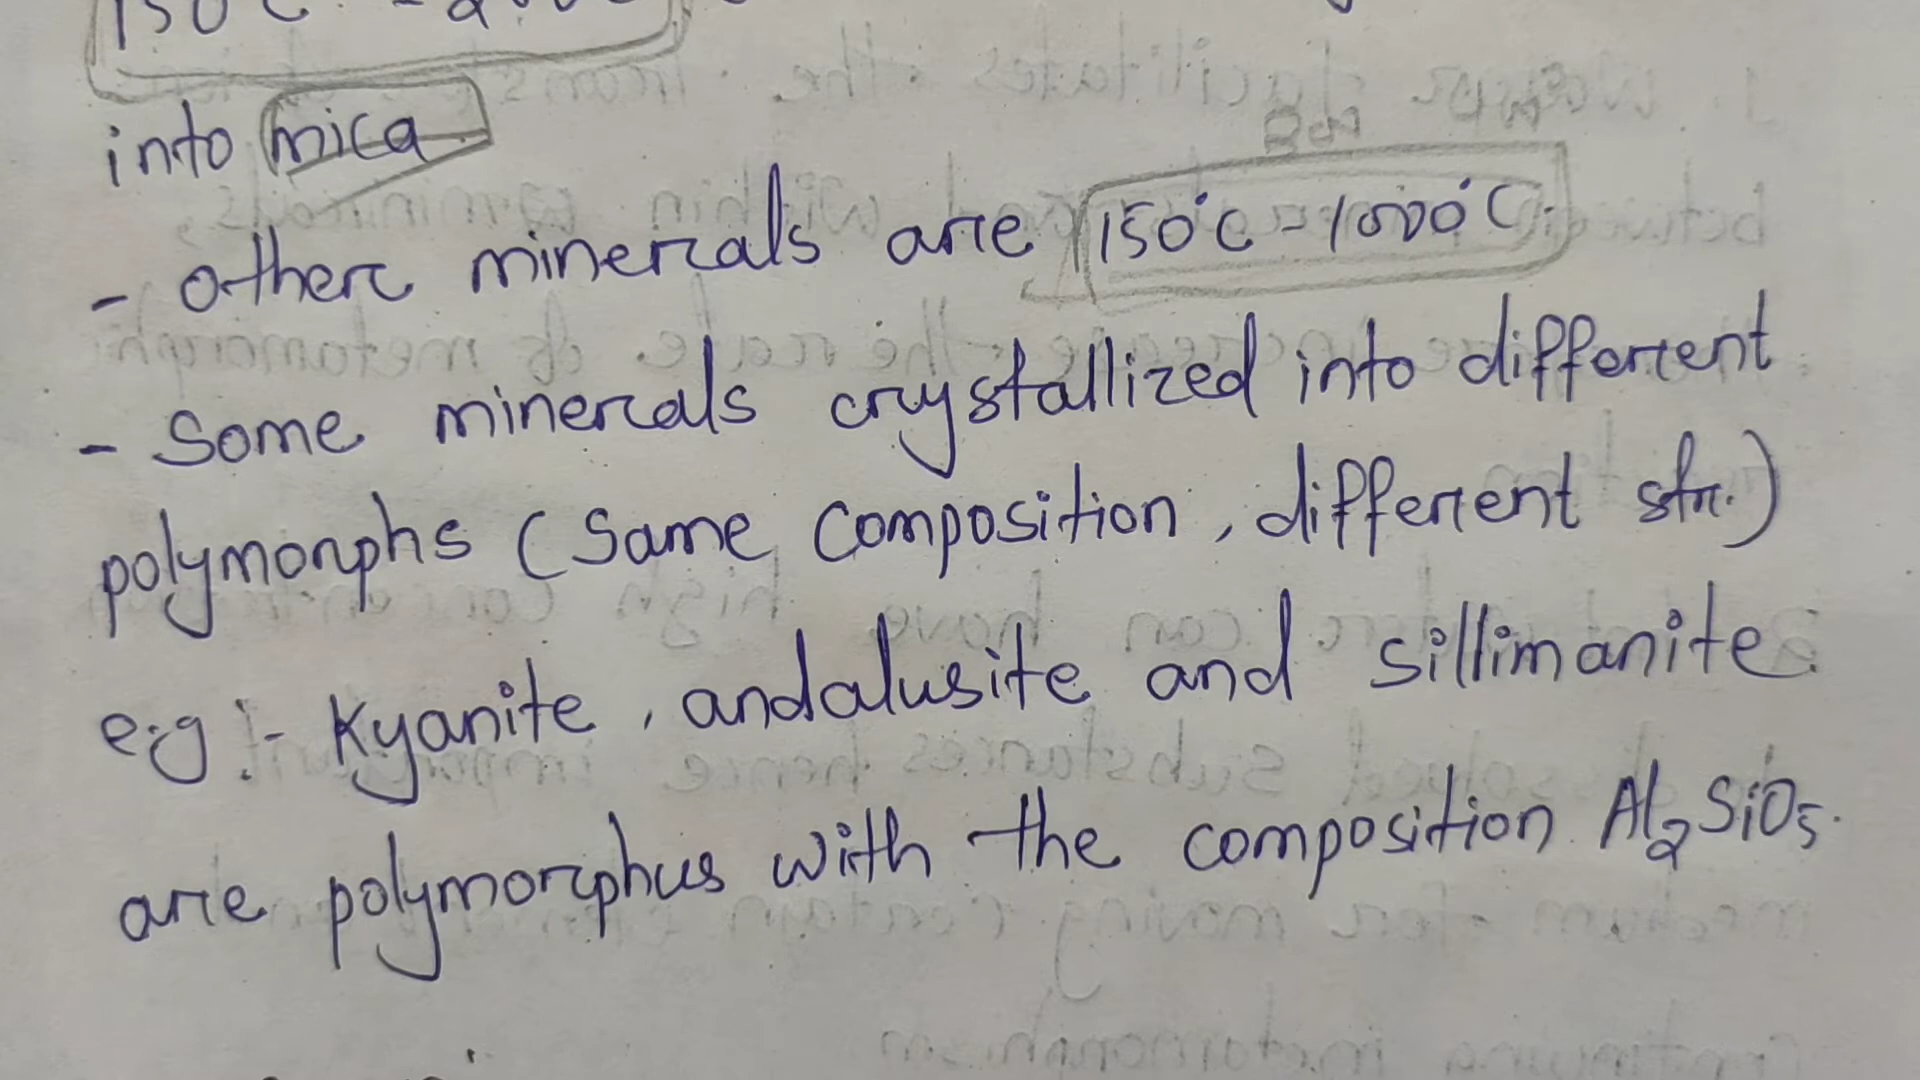 150°C
into mica
- other minerals are 150°C - 1000°C.
- Some minerals crystallized into different
polymorphs (Same composition, different str.)
e.g :- Kyanite, andalusite and sillimanite
are polymorphus with the composition Al₂SiO₅.